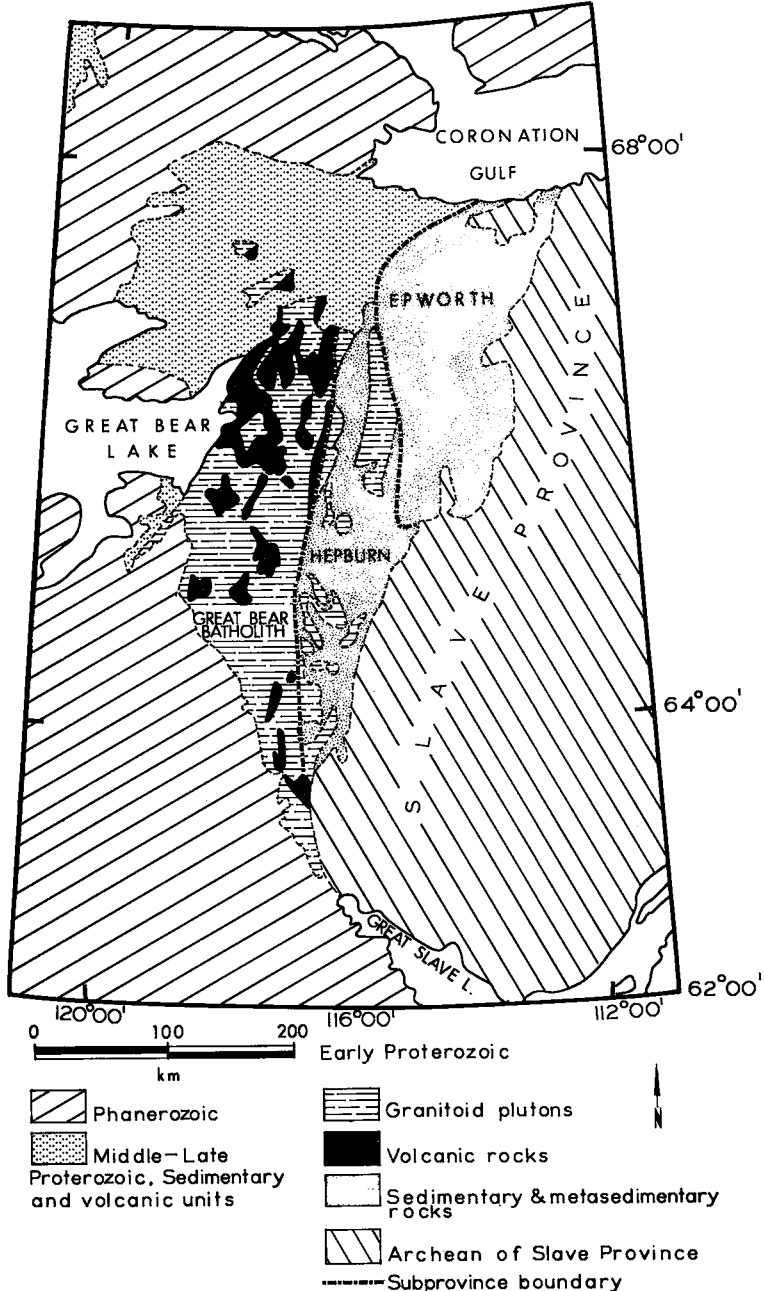 CORONATION
GULF
68°00'
EPWORTH
GREAT BEAR
LAKE
HEPBURN
GREAT BEAR
BATHOLITH
SLAVE PROVINCE
64°00'
GREAT SLAVE L.
62°00'
120°00'
116°00'
112°00'
0 100 200
km
Early Proterozoic
Phanerozoic
Middle-Late
Proterozoic, Sedimentary
and volcanic units
Granitoid plutons
N
Volcanic rocks
Sedimentary & metasedimentary
rocks
Archean of Slave Province
Subprovince boundary